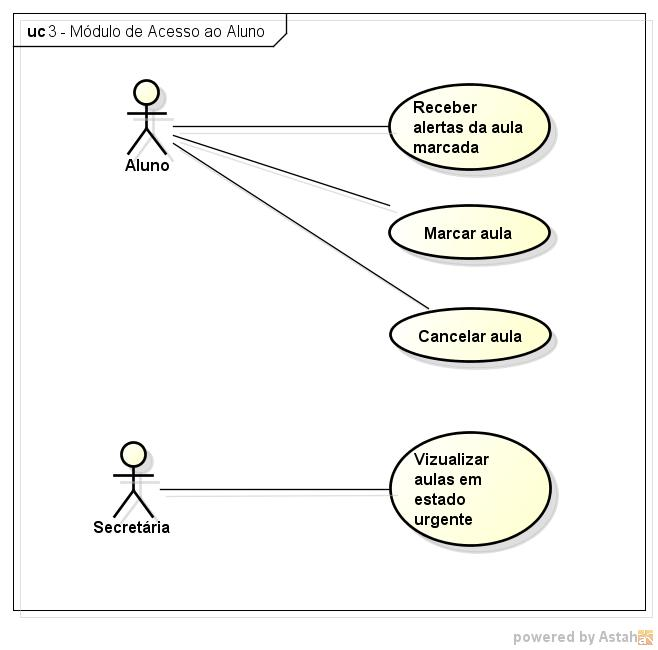 uc 3 - Módulo de Acesso ao Aluno
Receber
alertas da aula
marcada
Aluno
Marcar aula
Cancelar aula
Vizualizar
aulas em
estado
urgente
Secretária
powered by Astah